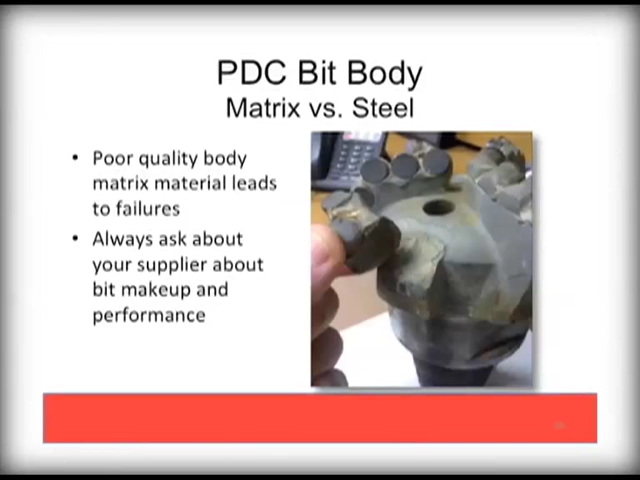 PDC Bit Body
Matrix vs. Steel
• Poor quality body
matrix material leads
to failures
• Always ask about
your supplier about
bit makeup and
performance